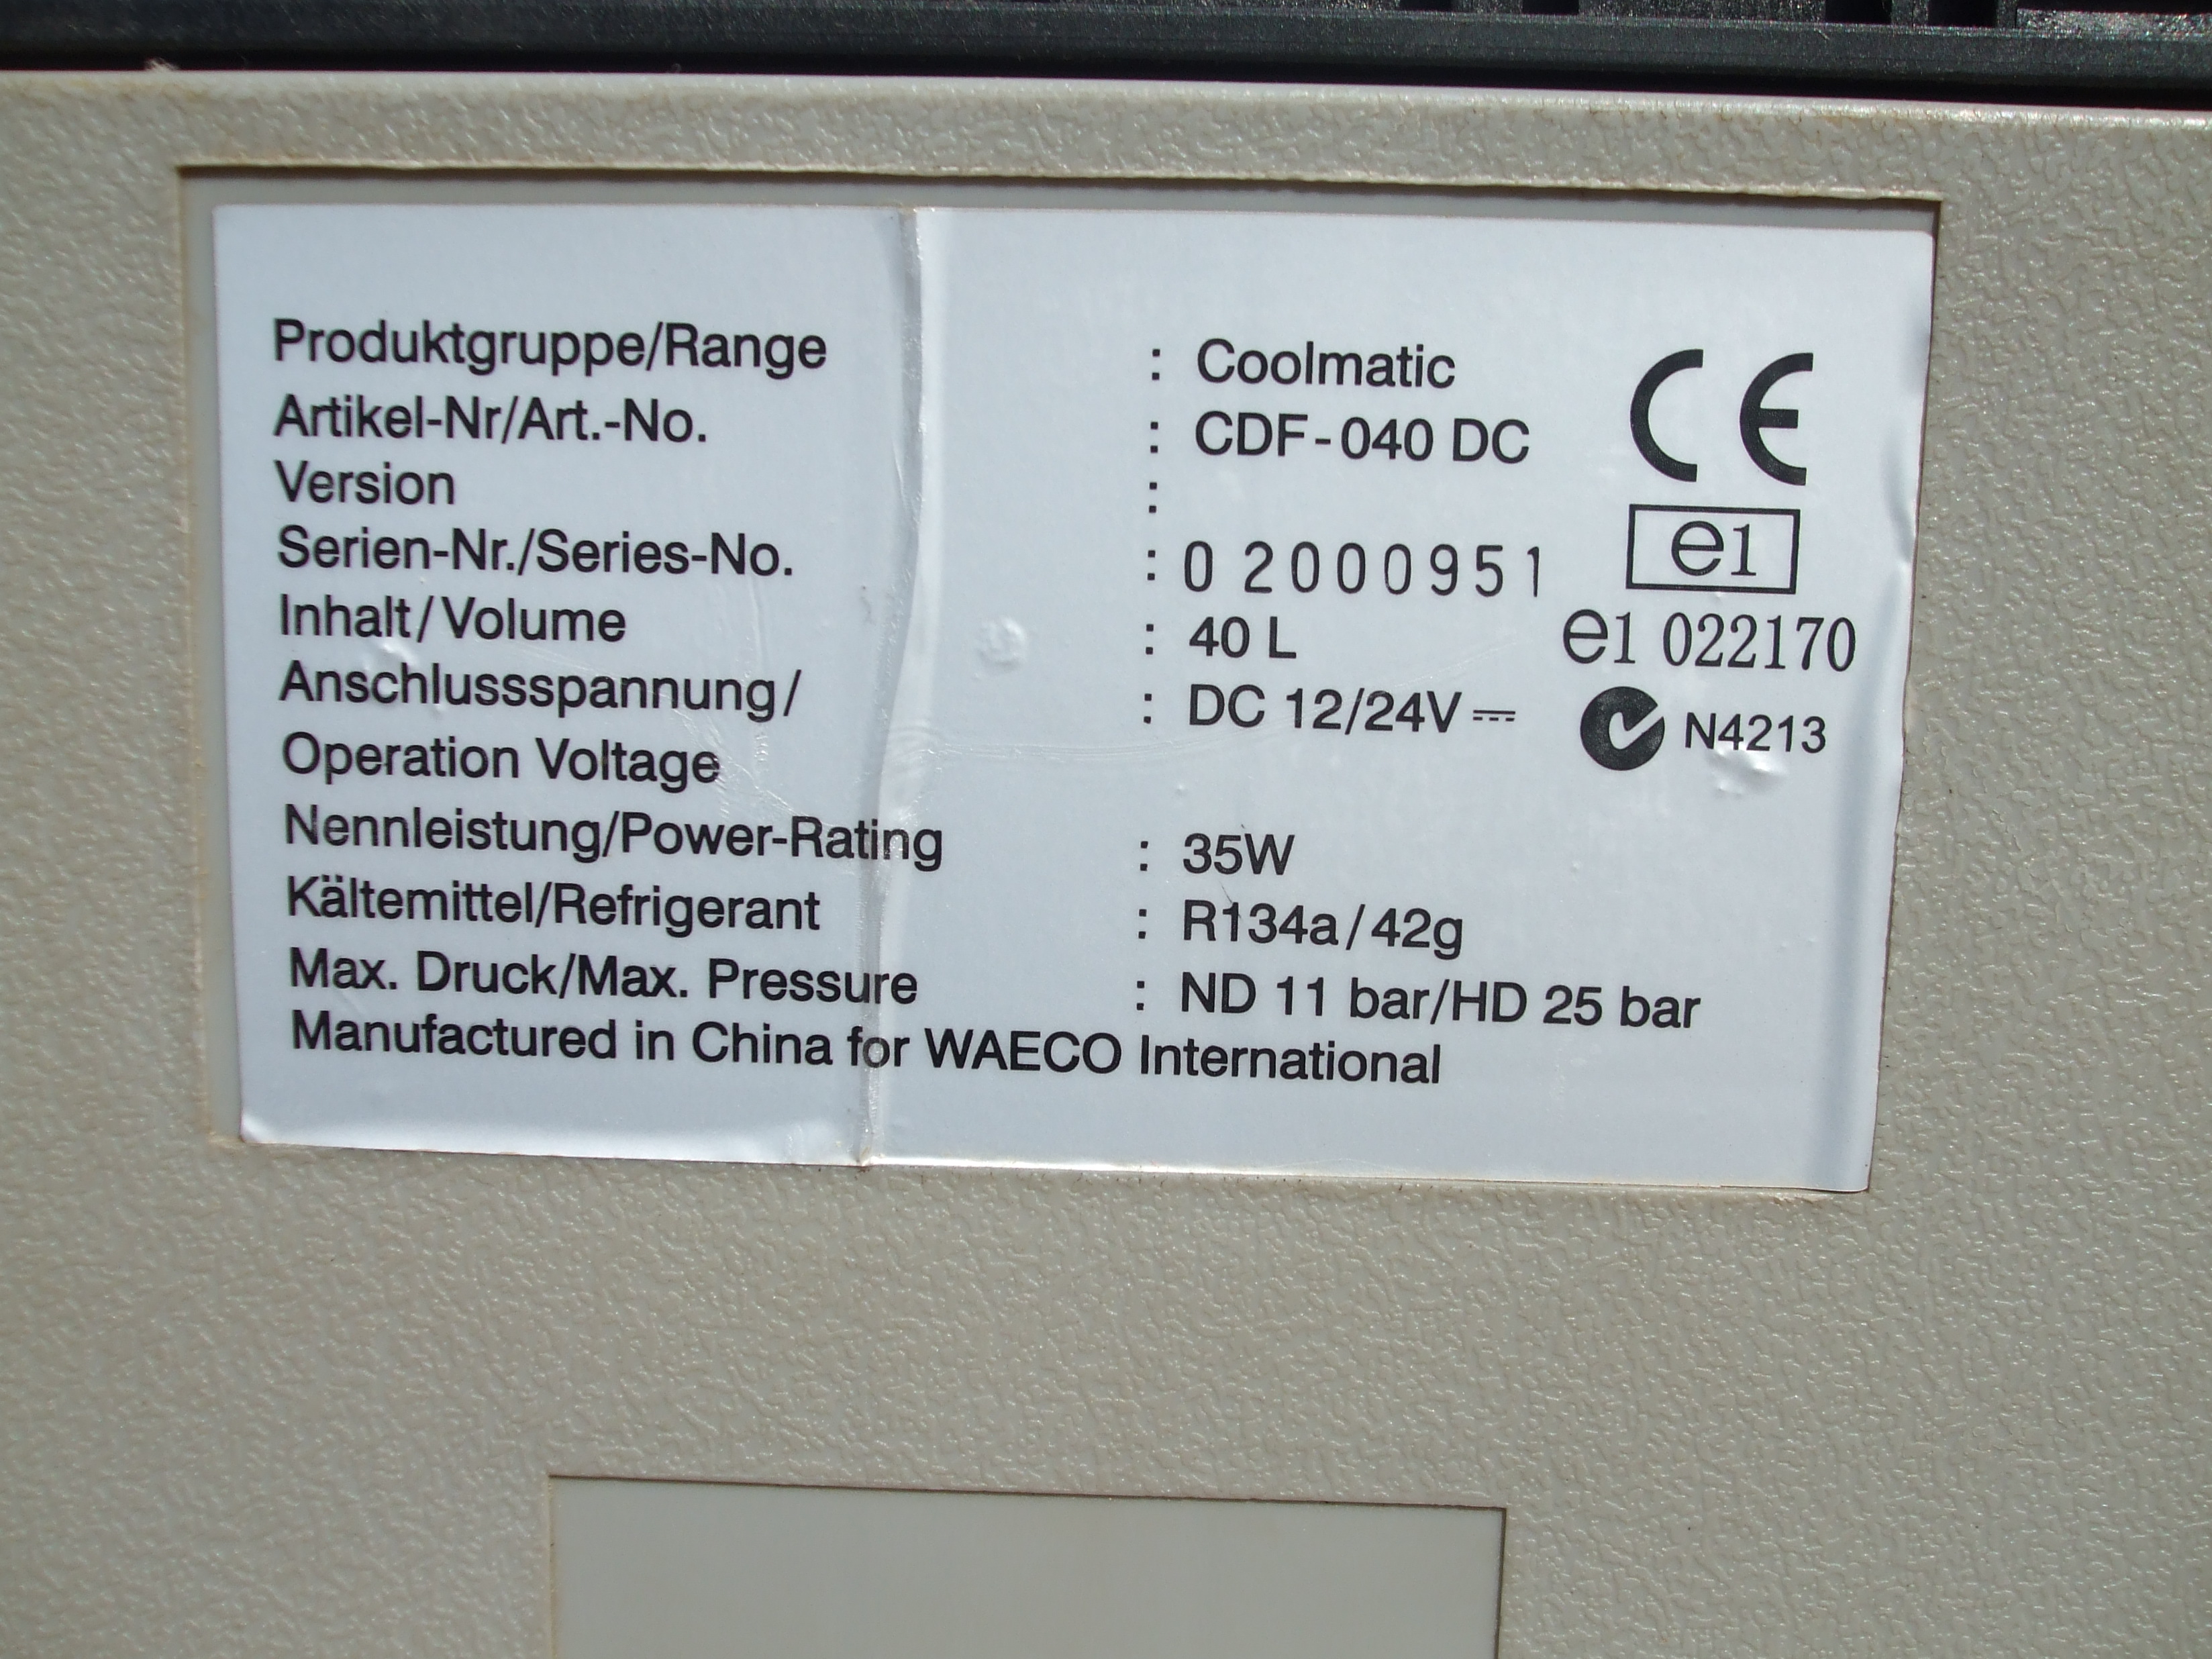 Produktgruppe/Range : Coolmatic
Artikel-Nr/Art.-No. : CDF-040 DC
Version :
Serien-Nr./Series-No. : 0 2000951
Inhalt/Volume : 40 L
Anschlussspannung/ : DC 12/24V ⎓
Operation Voltage
Nennleistung/Power-Rating : 35W
Kältemittel/Refrigerant : R134a/42g
Max. Druck/Max. Pressure : ND 11 bar/HD 25 bar
Manufactured in China for WAECO International
CE
e1
e1 022170
N4213